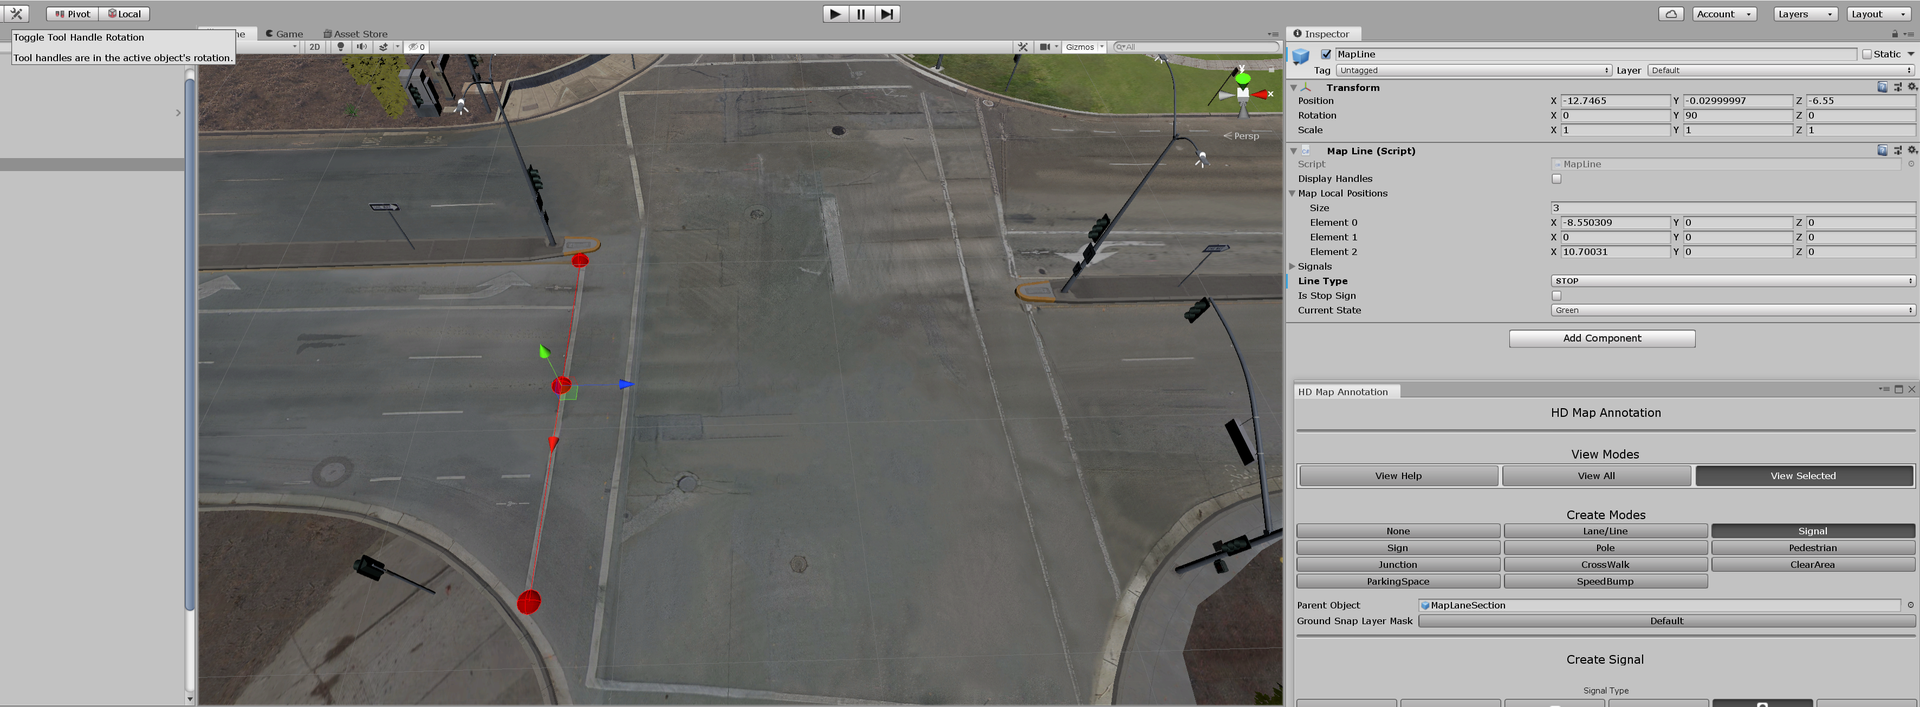 Pivot Local
Account Layers Layout
Toggle Tool Handle Rotation
Tool handles are in the active object's rotation.
Game Asset Store
2D 0 Gizmos All
Y
X
Persp
Inspector
MapLine Static
Tag Untagged Layer Default
Transform
Position X -12.7465 Y -0.02999997 Z -6.55
Rotation X 0 Y 90 Z 0
Scale X 1 Y 1 Z 1
Map Line (Script)
Script MapLine
Display Handles
Map Local Positions
Size 3
Element 0 X -8.550309 Y 0 Z 0
Element 1 X 0 Y 0 Z 0
Element 2 X 10.70031 Y 0 Z 0
Signals
Line Type STOP
Is Stop Sign
Current State Green
Add Component
HD Map Annotation
HD Map Annotation
View Modes
View Help View All View Selected
Create Modes
None Lane/Line Signal
Sign Pole Pedestrian
Junction CrossWalk ClearArea
ParkingSpace SpeedBump
Parent Object MapLaneSection
Ground Snap Layer Mask Default
Create Signal
Signal Type